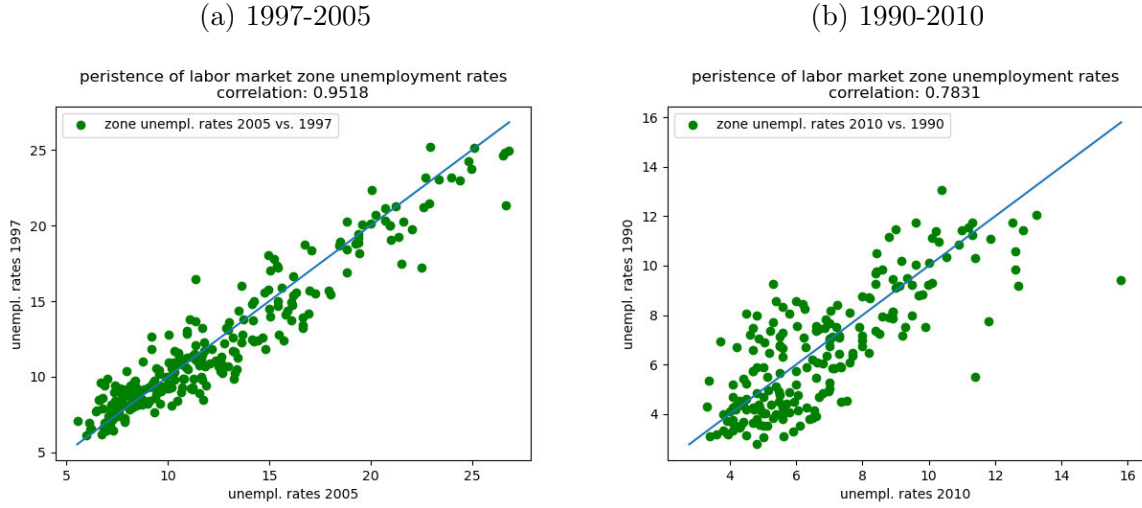 (a) 1997-2005
peristence of labor market zone unemployment rates
correlation: 0.9518
zone unempl. rates 2005 vs. 1997
unempl. rates 1997
25
20
15
10
5
5
10
15
20
25
unempl. rates 2005
(b) 1990-2010
peristence of labor market zone unemployment rates
correlation: 0.7831
zone unempl. rates 2010 vs. 1990
unempl. rates 1990
16
14
12
10
8
6
4
4
6
8
10
12
14
16
unempl. rates 2010